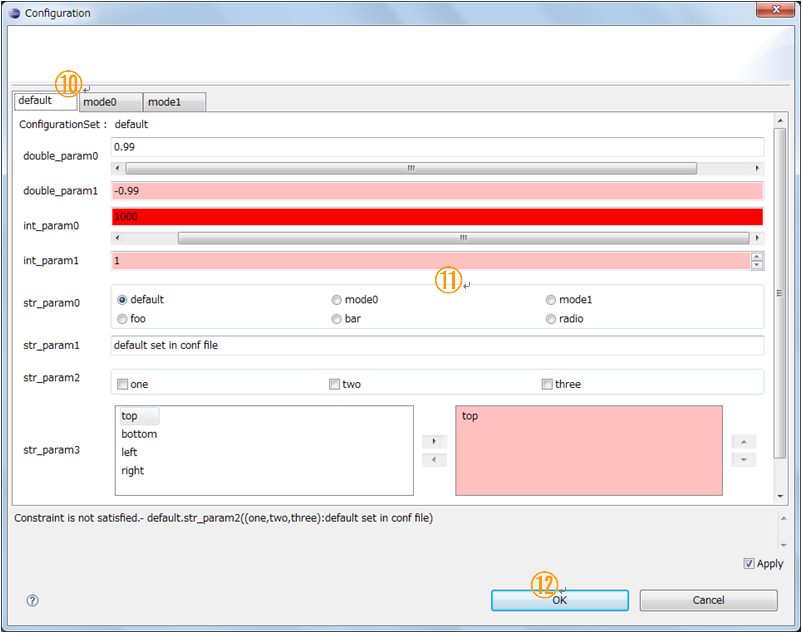 Configuration
⑩
default mode0 mode1
ConfigurationSet : default
double_param0 0.99
double_param1 -0.99
int_param0 1000
int_param1 1
⑪
str_param0 default mode0 mode1
foo bar radio
str_param1 default set in conf file
str_param2 one two three
str_param3 top top
bottom
left
right
Constraint is not satisfied.- default.str_param2((one,two,three):default set in conf file)
Apply
⑫
OK Cancel